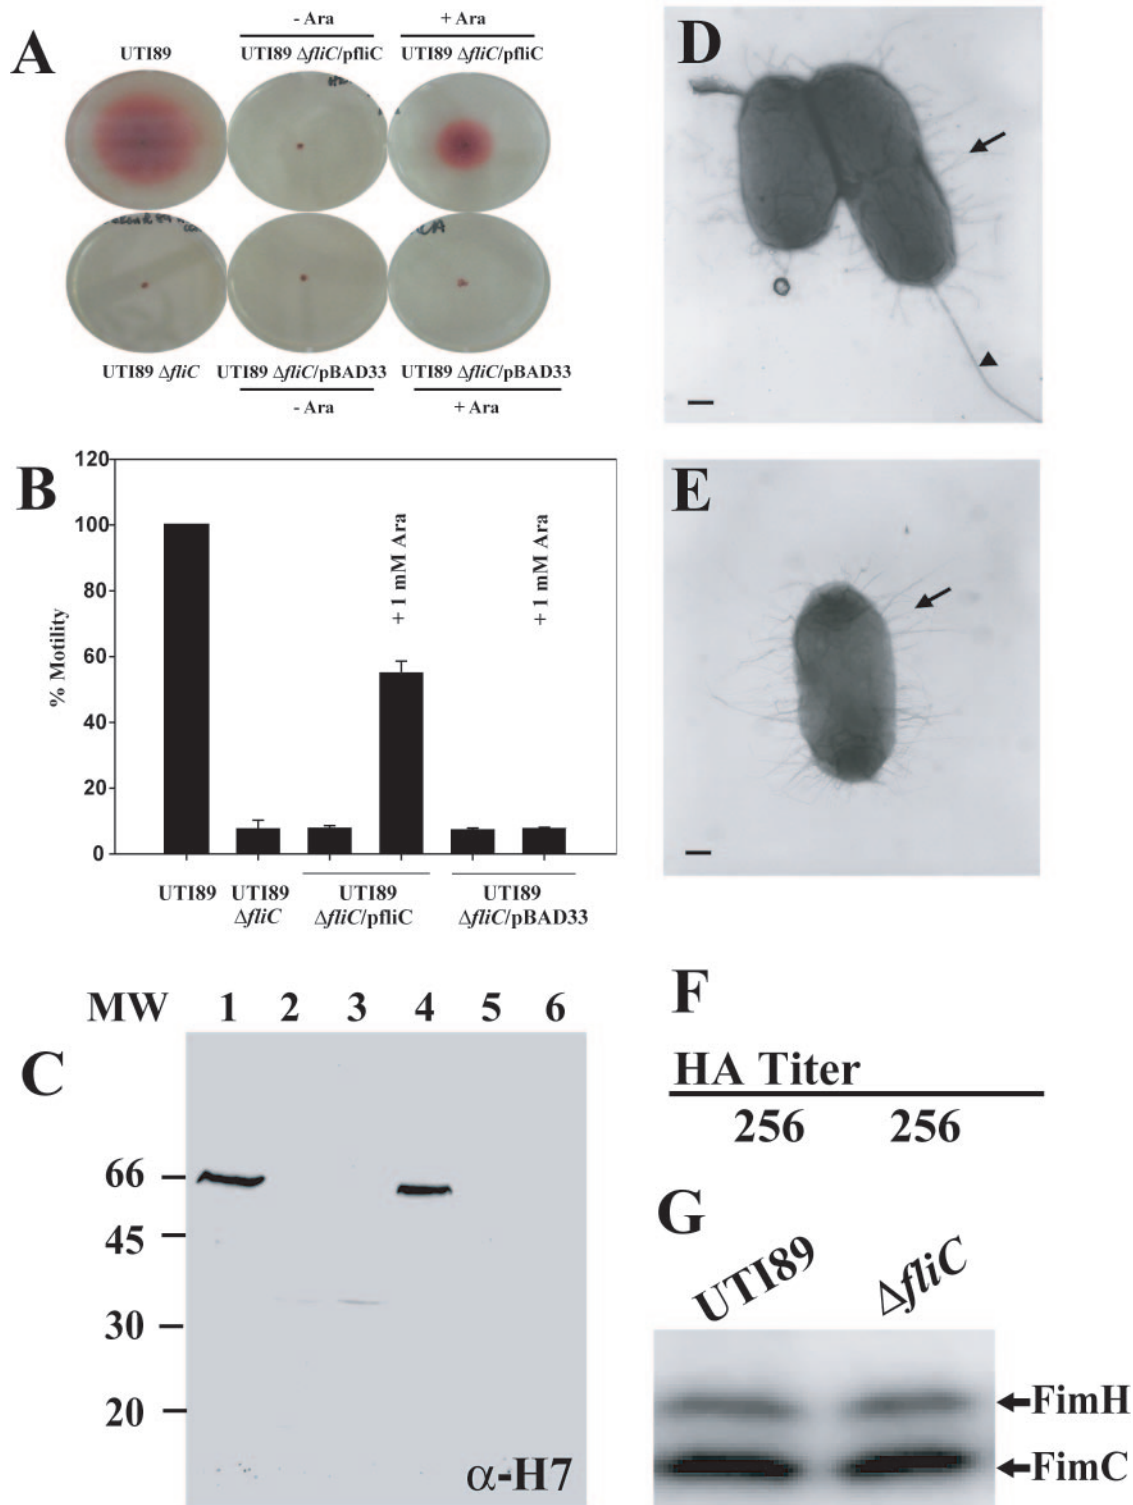 A
- Ara
+ Ara
UTI89
UTI89 ΔfliC/pfliC
UTI89 ΔfliC/pfliC
UTI89 ΔfliC
UTI89 ΔfliC/pBAD33
UTI89 ΔfliC/pBAD33
- Ara
+ Ara
B
% Motility
120
100
80
60
40
20
0
+ 1 mM Ara
+ 1 mM Ara
UTI89
UTI89 ΔfliC
UTI89 ΔfliC/pfliC
UTI89 ΔfliC/pBAD33
C
MW 1 2 3 4 5 6
66
45
30
20
α-H7
D
E
F
HA Titer
256 256
G
UTI89 ΔfliC
FimH
FimC